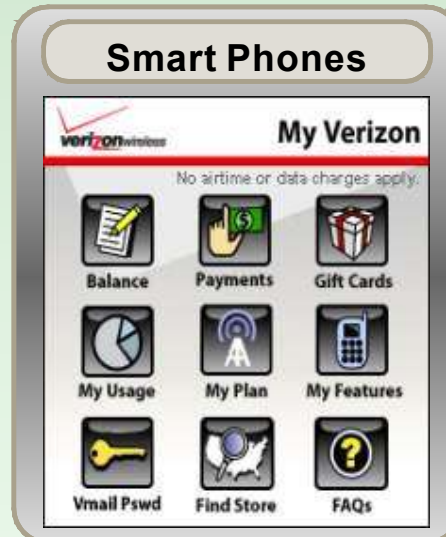 Smart Phones
verizonwireless
My Verizon
No airtime or data charges apply.
$
Balance
Payments
Gift Cards
My Usage
My Plan
My Features
?
Vmail Pswd
Find Store
FAQs